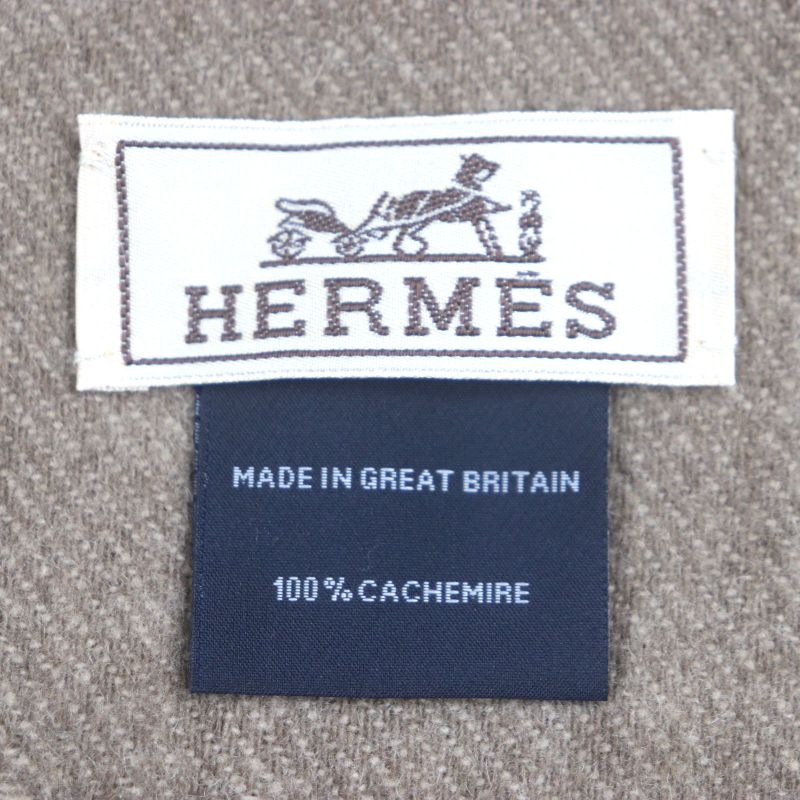 HERMÈS
MADE IN GREAT BRITAIN
100% CACHEMIRE